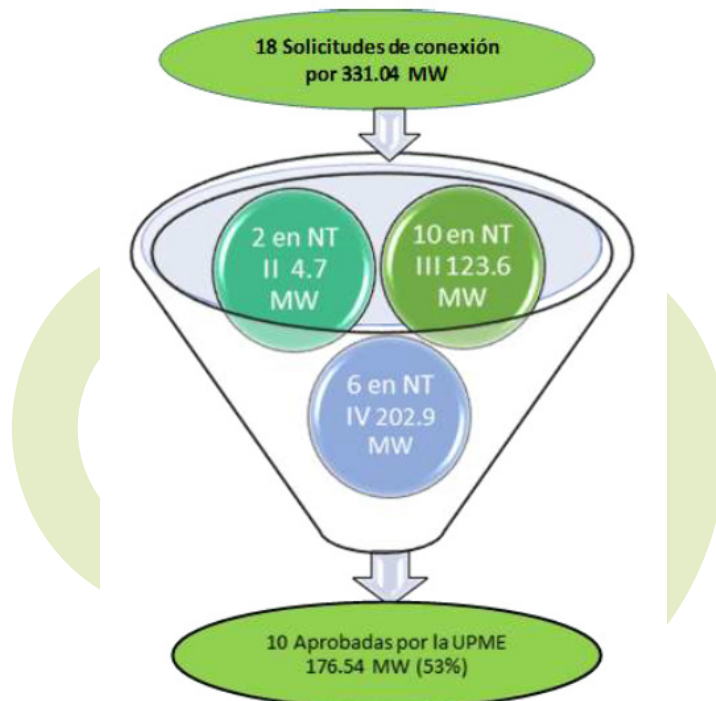 18 Solicitudes de conexión
por 331.04 MW
2 en NT
II 4.7
MW
10 en NT
III 123.6
MW
6 en NT
IV 202.9
MW
10 Aprobadas por la UPME
176.54 MW (53%)